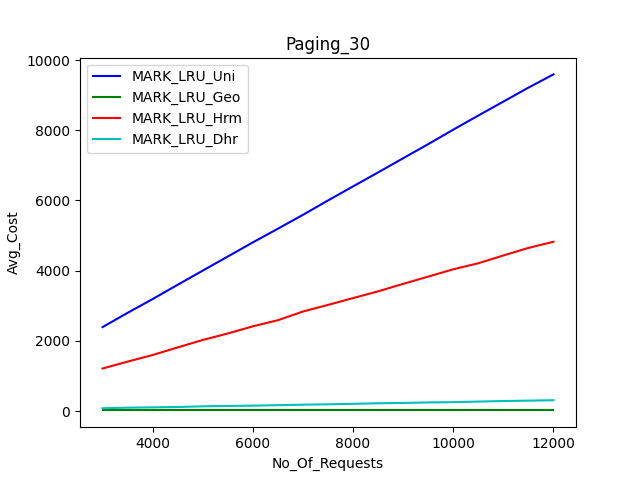 Paging_30
MARK_LRU_Uni
MARK_LRU_Geo
MARK_LRU_Hrm
MARK_LRU_Dhr
Avg_Cost
10000
8000
6000
4000
2000
0
4000 6000 8000 10000 12000
No_Of_Requests